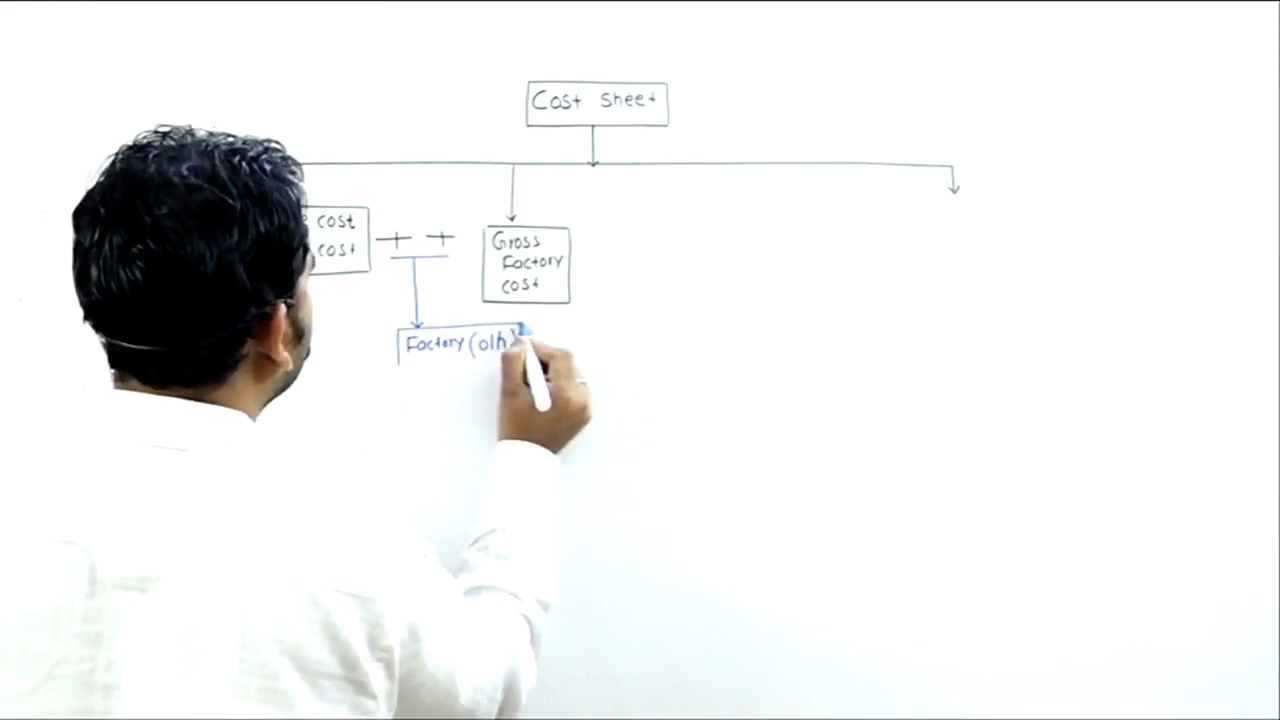 Cost Sheet
cost
cost
Gross
Factory
cost
Factory (o/h)